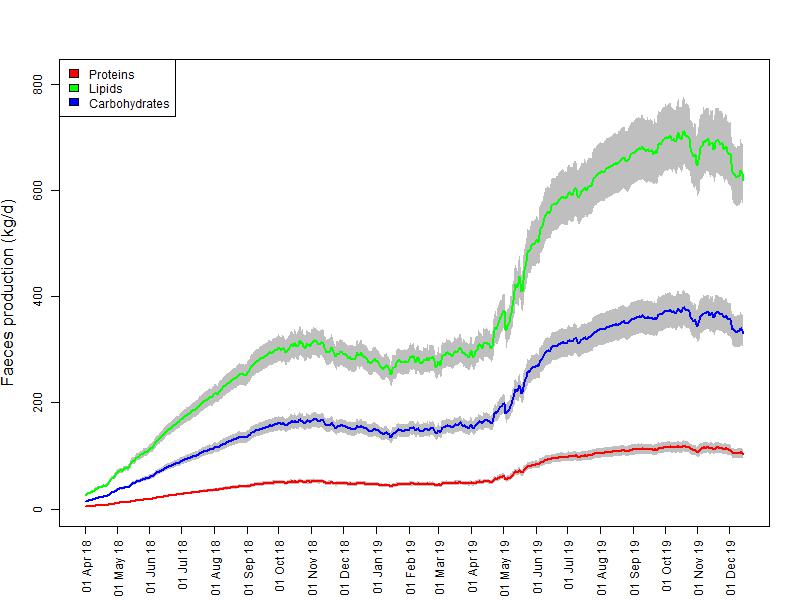 Proteins
Lipids
Carbohydrates
Faeces production (kg/d)
800
600
400
200
0
01 Apr 18
01 May 18
01 Jun 18
01 Jul 18
01 Aug 18
01 Sep 18
01 Oct 18
01 Nov 18
01 Dec 18
01 Jan 19
01 Feb 19
01 Mar 19
01 Apr 19
01 May 19
01 Jun 19
01 Jul 19
01 Aug 19
01 Sep 19
01 Oct 19
01 Nov 19
01 Dec 19